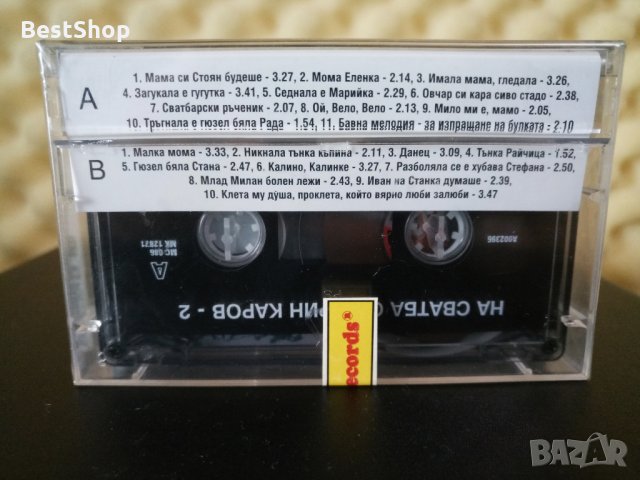 BestShop
A
1. Мама си Стоян будеше - 3.27, 2. Мома Еленка - 2.14, 3. Имала мама, гледала - 3.26,
4. Загукала е гугутка - 3.41, 5. Седнала е Марийка - 2.29, 6. Овчар си кара сиво стадо - 2.38,
7. Сватбарски ръченик - 2.07, 8. Ой, Вело, Вело - 2.13, 9. Мило ми е, мамо - 2.05,
10. Тръгнала е гюзел бяла Рада - 1.54, 11. Бавна мелодия - за изпращане на булката - 2.10
B
1. Малка мома - 3.33, 2. Никнала тънка къпина - 2.11, 3. Данец - 3.09, 4. Тънка Райчица - 1.52,
5. Гюзел бяла Стана - 2.47, 6. Калино, Калинке - 3.27, 7. Разболяла се е хубава Стефана - 2.50,
8. Млад Милан болен лежи - 2.43, 9. Иван на Станка думаше - 2.39,
10. Клета му душа, проклета, който вярно люби залюби - 3.47
MC 086
MK 12871
A
A002396
НА СВАТБА РИН КАРОВ - 2
ecords®
BAZAR